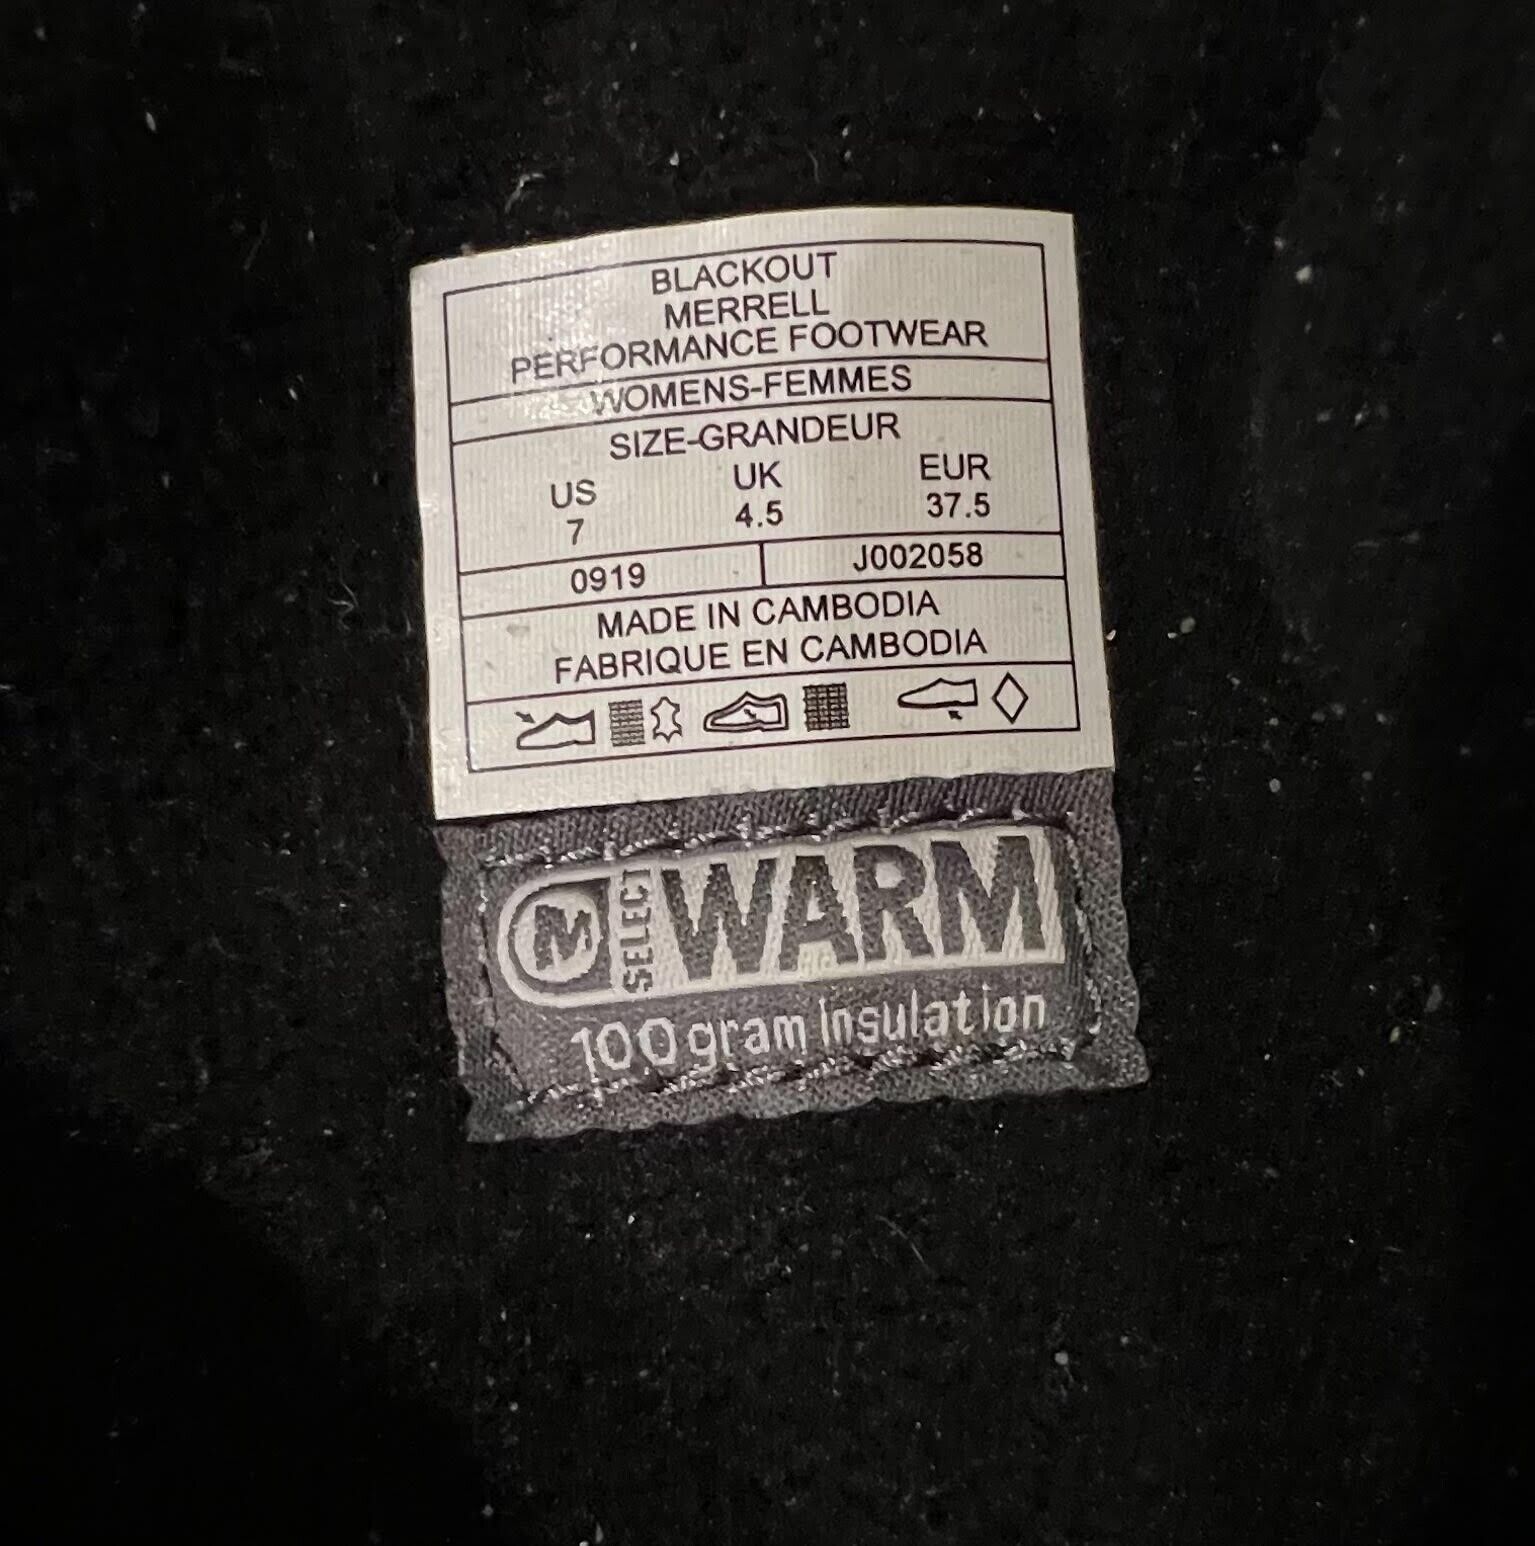 BLACKOUT
MERRELL
PERFORMANCE FOOTWEAR
WOMENS-FEMMES
SIZE-GRANDEUR
US UK EUR
7 4.5 37.5
0919 J002058
MADE IN CAMBODIA
FABRIQUE EN CAMBODIA
M SELECT WARM
100 gram insulation